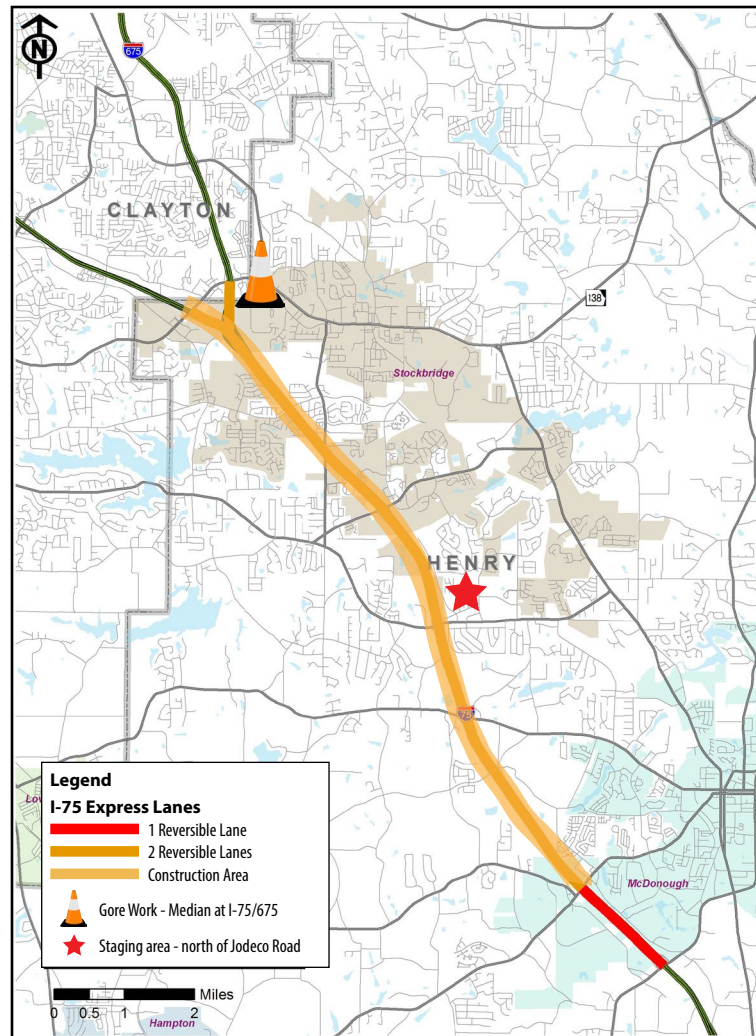 N
675
CLAYTON
138
Stockbridge
HENRY
75
Legend
I-75 Express Lanes
1 Reversible Lane
2 Reversible Lanes
Construction Area
Gore Work - Median at I-75/675
Staging area - north of Jodeco Road
McDonough
Miles
0 0.5 1 2
Hampton